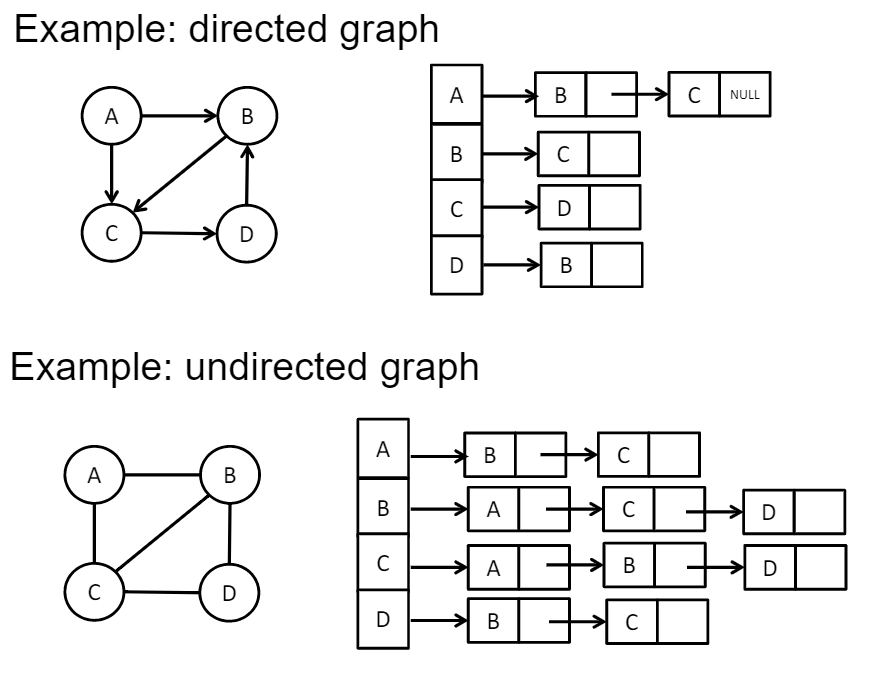 Example: directed graph
A B
C D
A B C NULL
B C
C D
D B
Example: undirected graph
A B
C D
A B C
B A C D
C A B D
D B C